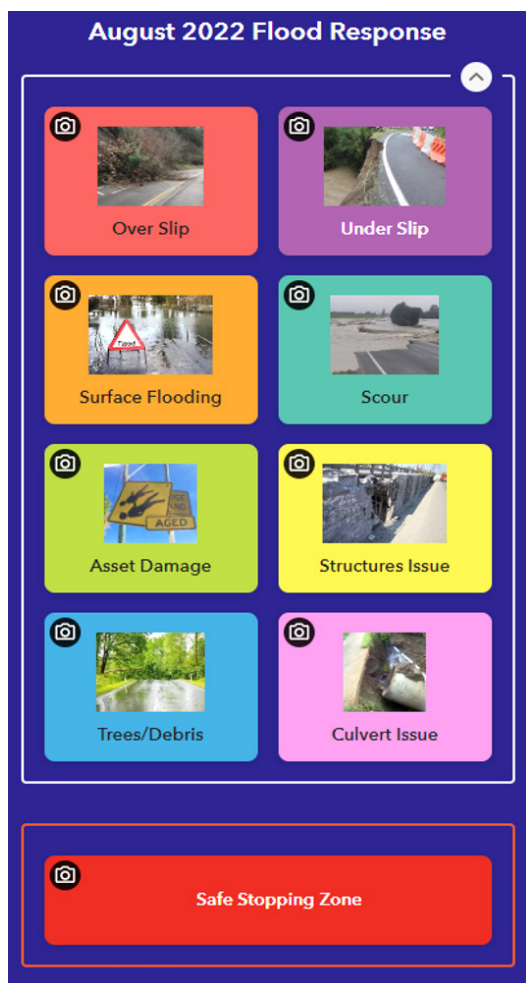 August 2022 Flood Response
Over Slip
Under Slip
Flood
Surface Flooding
Scour
AGED
Asset Damage
Structures Issue
Trees/Debris
Culvert Issue
Safe Stopping Zone